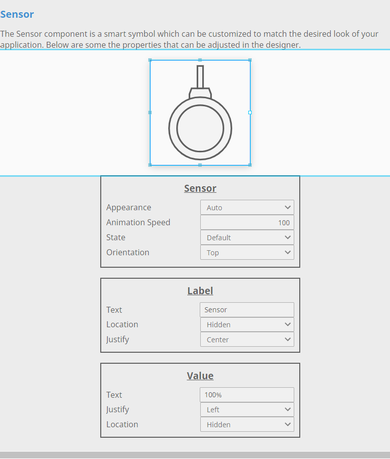 Sensor
The Sensor component is a smart symbol which can be customized to match the desired look of your
application. Below are some the properties that can be adjusted in the designer.
Sensor
Appearance Auto
Animation Speed 100
State Default
Orientation Top
Label
Text Sensor
Location Hidden
Justify Center
Value
Text 100%
Justify Left
Location Hidden